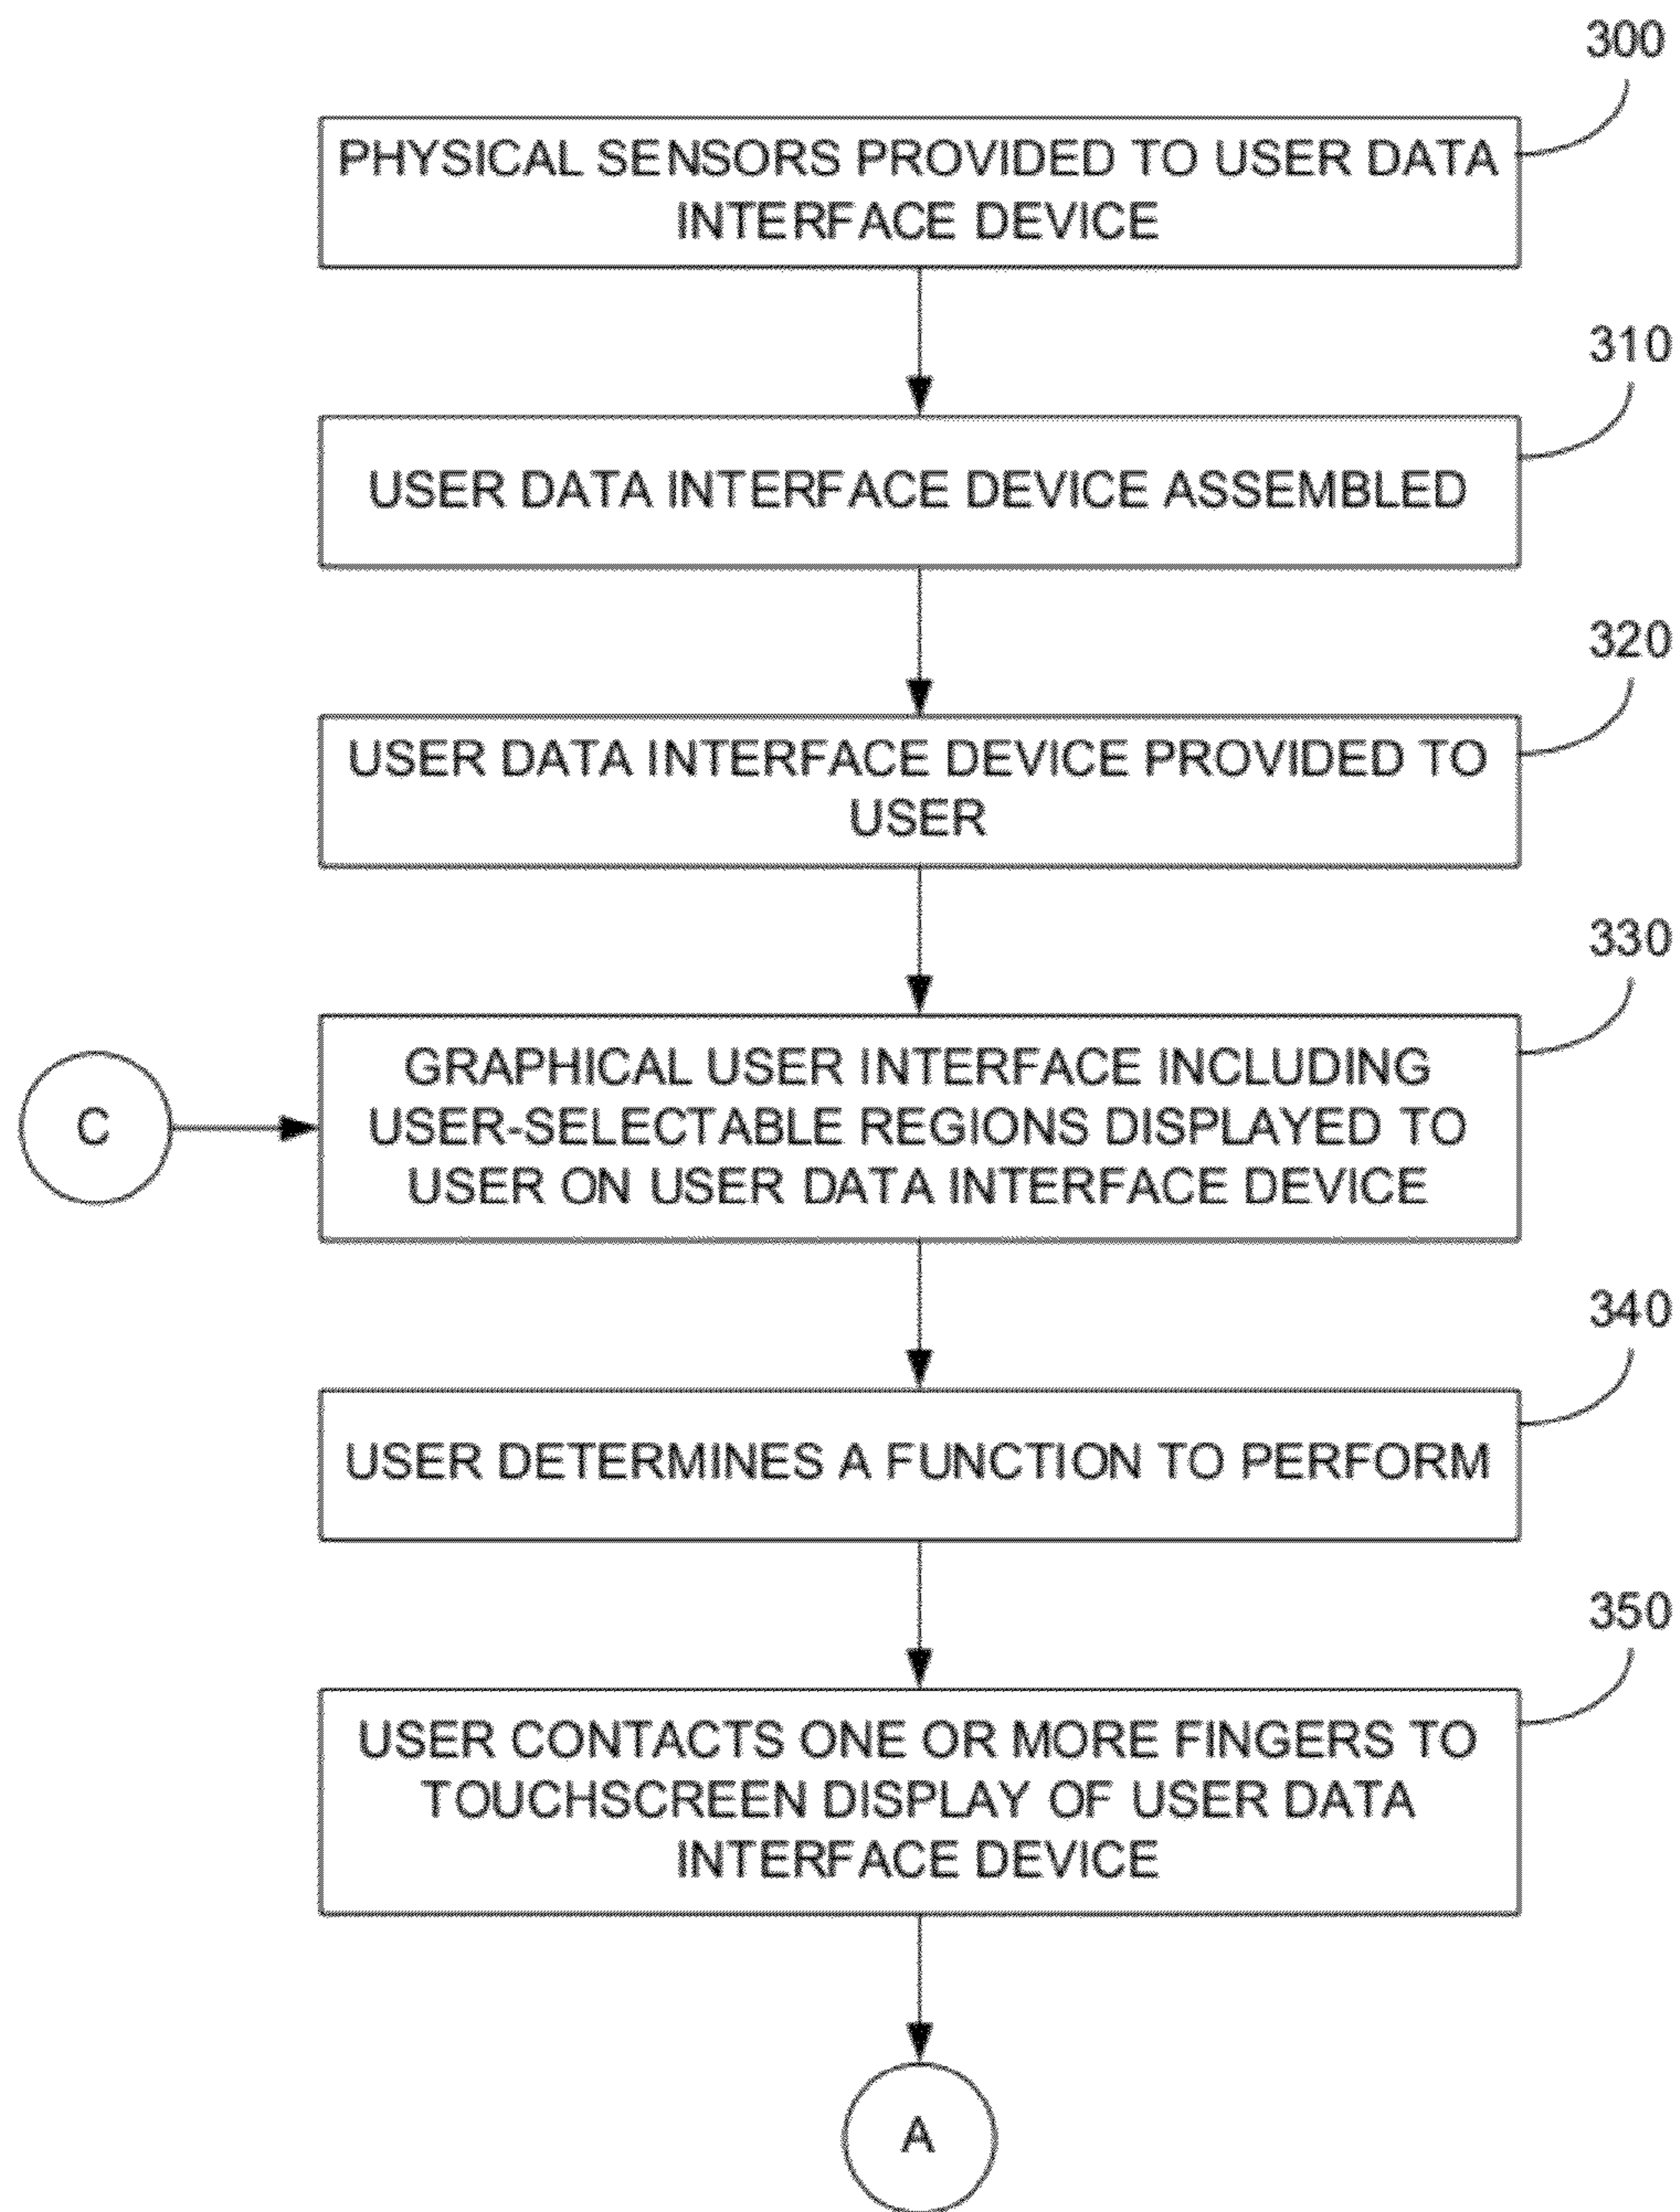 300
PHYSICAL SENSORS PROVIDED TO USER DATA
INTERFACE DEVICE
310
USER DATA INTERFACE DEVICE ASSEMBLED
320
USER DATA INTERFACE DEVICE PROVIDED TO
USER
330
GRAPHICAL USER INTERFACE INCLUDING
USER-SELECTABLE REGIONS DISPLAYED TO
USER ON USER DATA INTERFACE DEVICE
C
340
USER DETERMINES A FUNCTION TO PERFORM
350
USER CONTACTS ONE OR MORE FINGERS TO
TOUCHSCREEN DISPLAY OF USER DATA
INTERFACE DEVICE
A